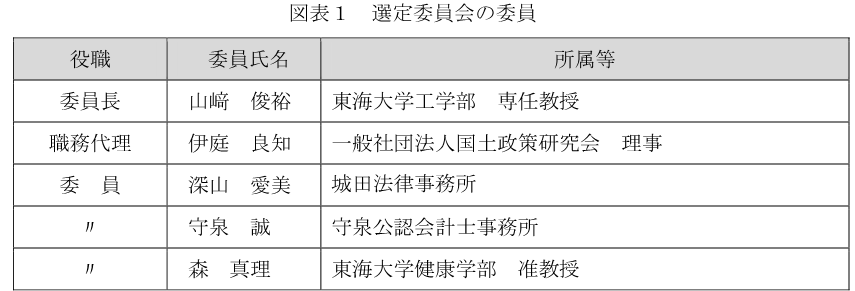 図表１　選定委員会の委員
役職　委員氏名　所属等
委員長　山﨑　俊裕　東海大学工学部　専任教授
職務代理　伊庭　良知　一般社団法人国土政策研究会　理事
委　員　深山　愛美　城田法律事務所
〃　守泉　誠　守泉公認会計士事務所
〃　森　真理　東海大学健康学部　准教授